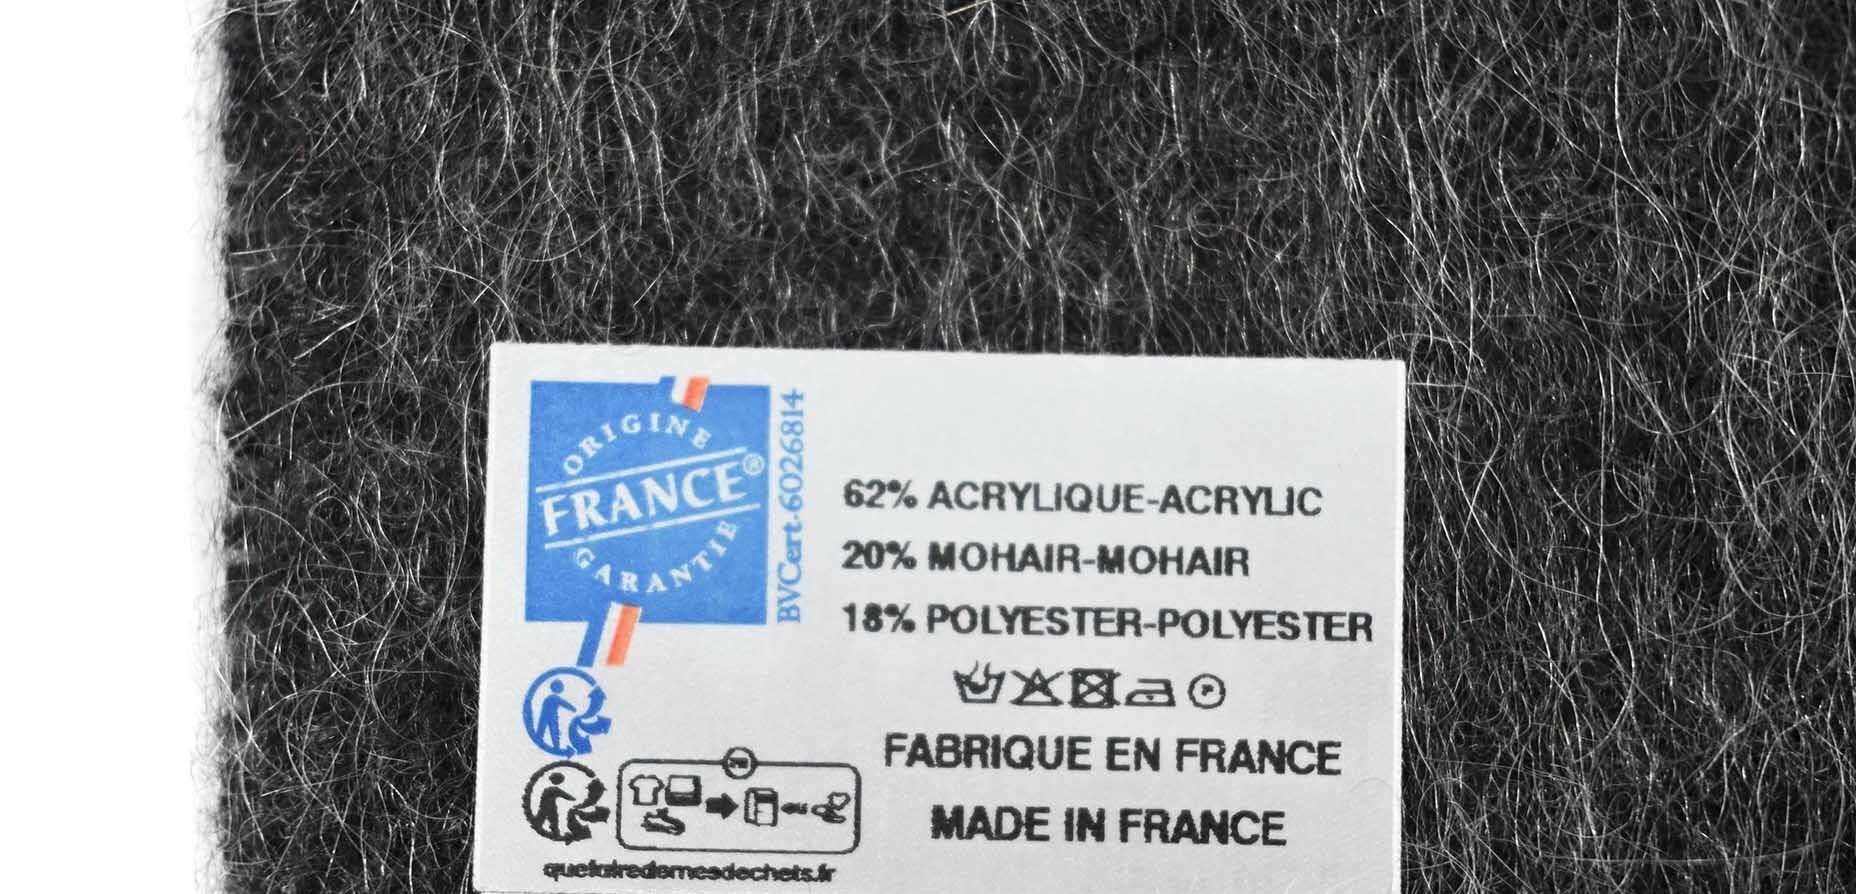 ORIGINE
FRANCE®
GARANTIE
BVCert-6026814
62% ACRYLIQUE-ACRYLIC
20% MOHAIR-MOHAIR
18% POLYESTER-POLYESTER
P
FABRIQUE EN FRANCE
MADE IN FRANCE
FR
quefairedemesdechets.fr